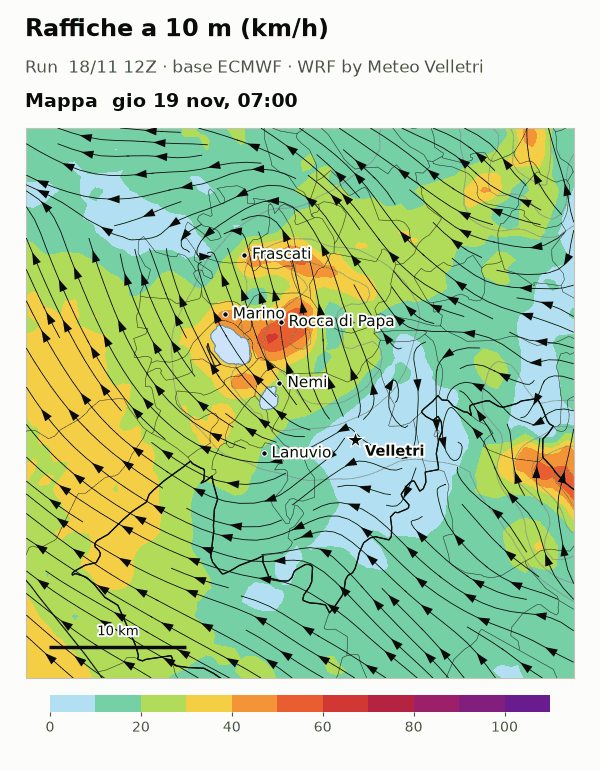 Raffiche a 10 m (km/h)
Run  18/11 12Z · base ECMWF · WRF by Meteo Velletri
Mappa  gio 19 nov, 07:00
Frascati
Marino
Rocca di Papa
Nemi
Velletri
Lanuvio
10 km
0 20 40 60 80 100